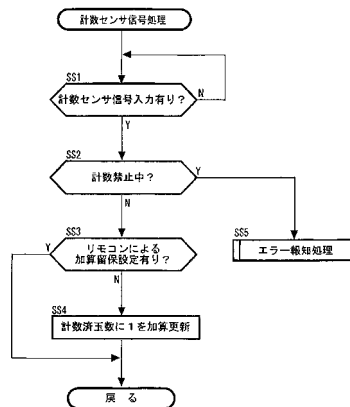 計数センサ信号処理
SS1
計数センサ信号入力有り?
N
Y
SS2
計数禁止中?
Y
N
SS3
Y
リモコンによる
加算留保設定有り?
N
SS5
エラー報知処理
SS4
計数済玉数に1を加算更新
戻る